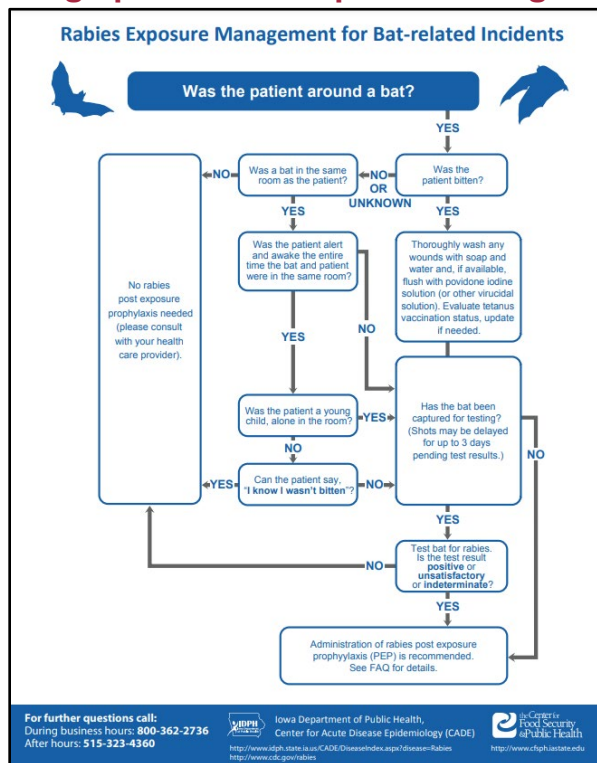 Rabies Exposure Management for Bat-related Incidents
Was the patient around a bat?
YES
Was the
patient bitten?
NO
OR
UNKNOWN
Was a bat in the same
room as the patient?
NO
YES
YES
Was the patient alert
and awake the entire
time the bat and patient
were in the same room?
Thoroughly wash any
wounds with soap and
water and, if available,
flush with povidone iodine
solution (or other virucidal
solution). Evaluate tetanus
vaccination status, update
if needed.
No rabies
post exposure
prophylaxis needed
(please consult
with your health
care provider).
NO
YES
Was the patient a young
child, alone in the room?
YES
Has the bat been
captured for testing?
(Shots may be delayed
for up to 3 days
pending test results.)
NO
NO
Can the patient say,
"I know I wasn't bitten"?
YES
NO
YES
Test bat for rabies.
Is the test result
positive or
unsatisfactory
or indeterminate?
NO
YES
Administration of rabies post exposure
prophyylaxis (PEP) is recommended.
See FAQ for details.
For further questions call:
During business hours: 800-362-2736
After hours: 515-323-4360
IDPH
Iowa Department of Public Health,
Center for Acute Disease Epidemiology (CADE)
http://www.idph.state.ia.us/CADE/DiseaseIndex.aspx?disease=Rabies
http://www.cdc.gov/rabies
the Center for
Food Security
& Public Health
http://www.cfsph.iastate.edu